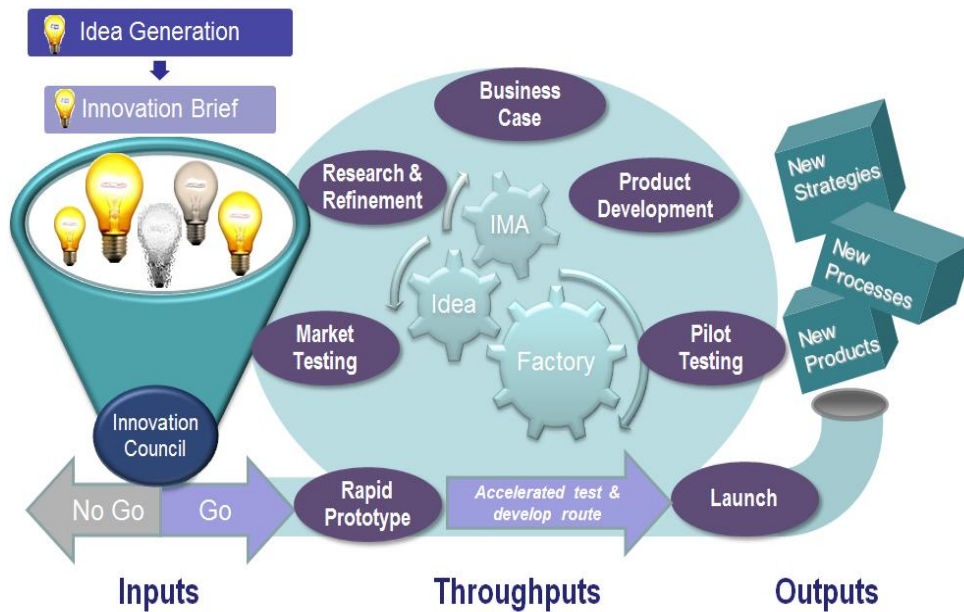 Idea Generation
Innovation Brief
Innovation
Council
No Go
Go
Inputs
Business
Case
Research &
Refinement
Product
Development
IMA
Idea
Factory
Market
Testing
Pilot
Testing
Rapid
Prototype
Accelerated test &
develop route
Launch
Throughputs
New
Strategies
New
Processes
New
Products
Outputs